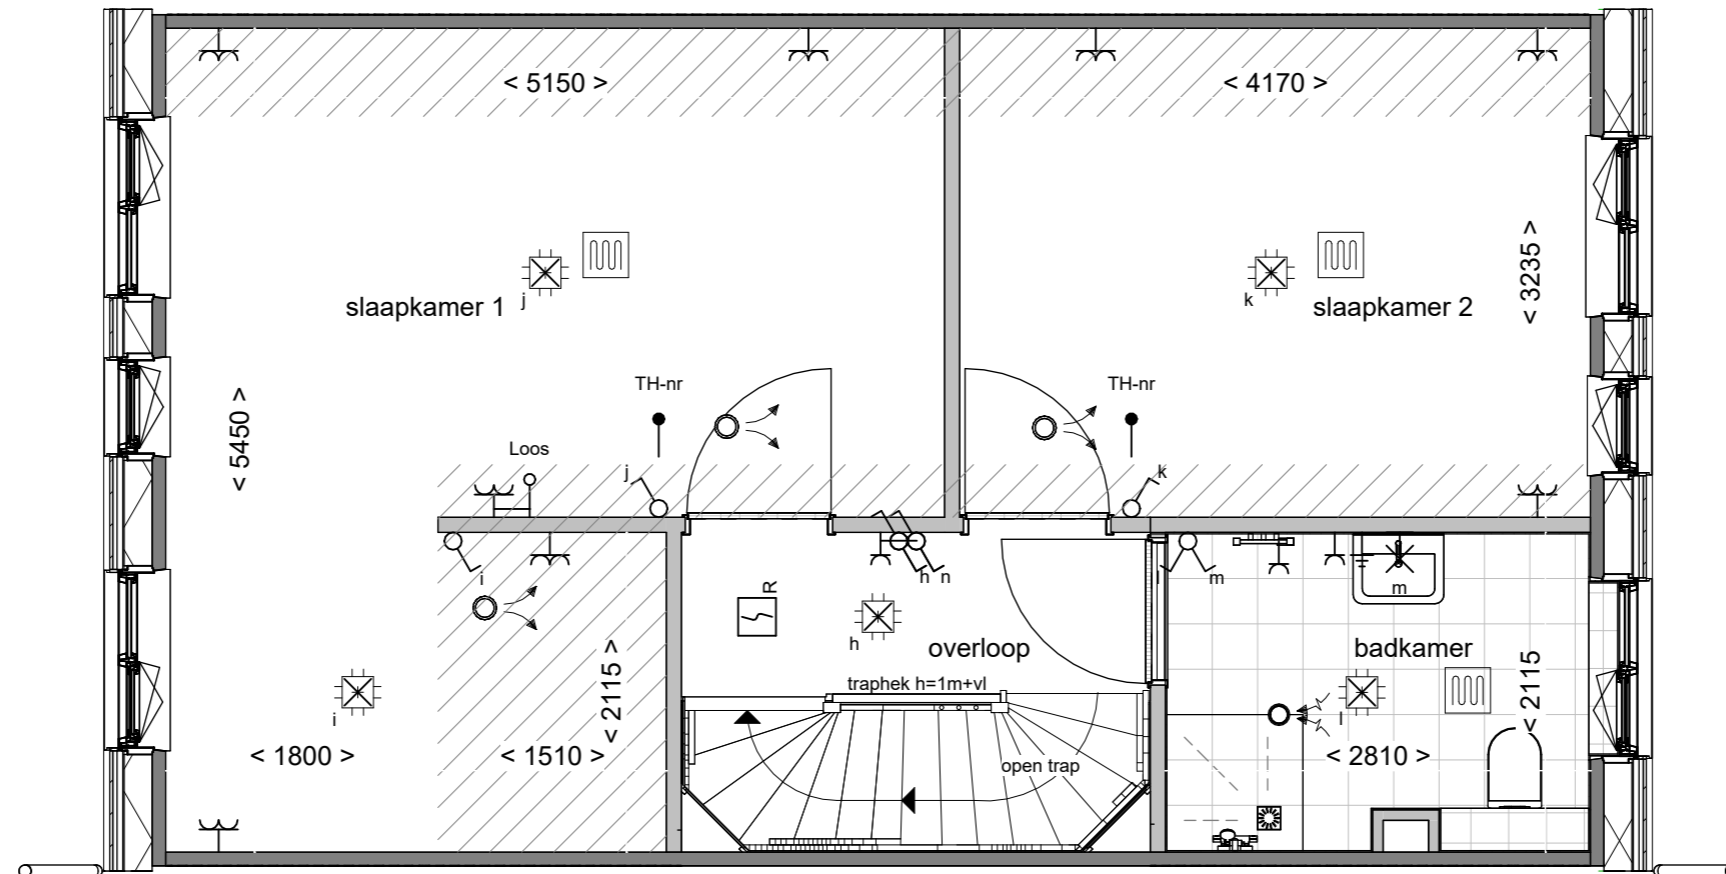 < 5150 >
< 4170 >
slaapkamer 1
j
k
slaapkamer 2
< 3235 >
< 5450 >
TH-nr
TH-nr
Loos
j
k
i
h n
l
m
m
R
h
overloop
badkamer
traphek h=1m+vl
< 2115 >
< 2115
i
l
< 1800 >
< 1510 >
open trap
< 2810 >